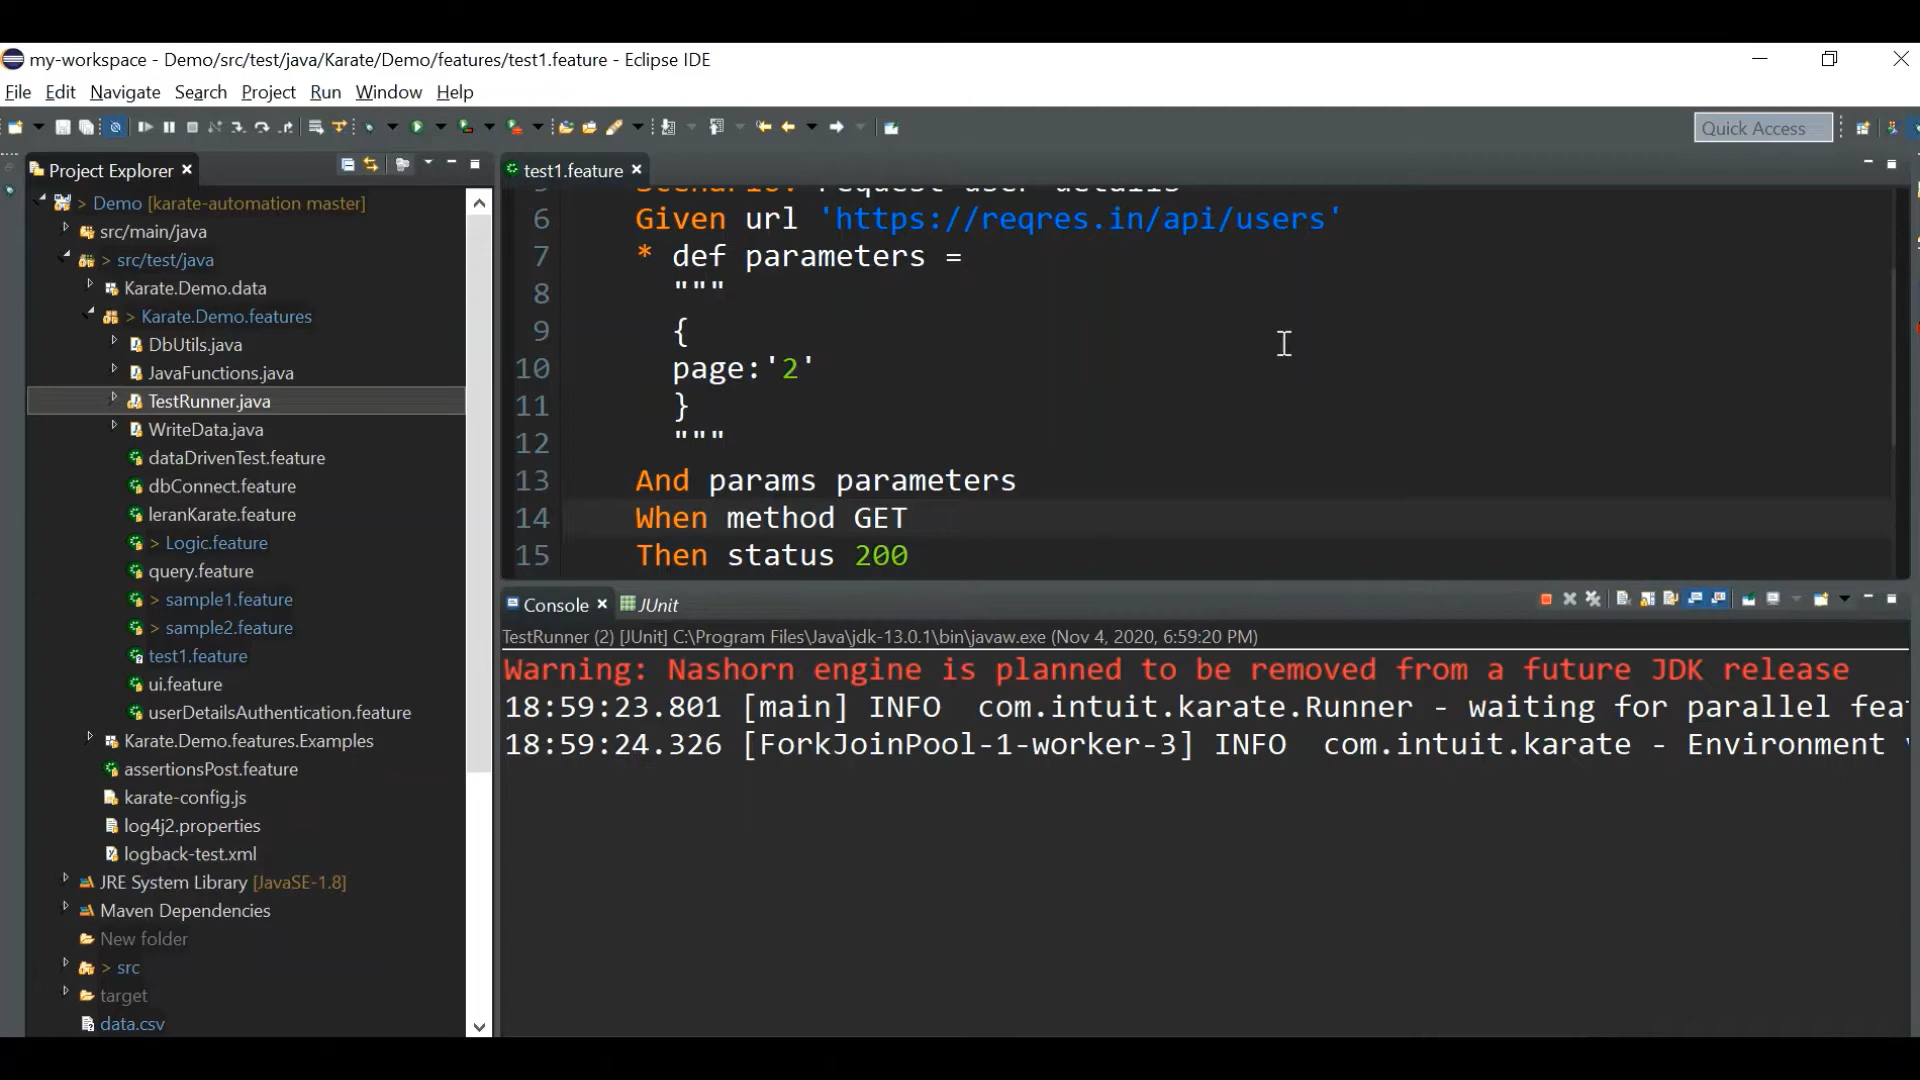 my-workspace - Demo/src/test/java/Karate/Demo/features/test1.feature - Eclipse IDE
File Edit Navigate Search Project Run Window Help
Quick Access
Project Explorer
> Demo [karate-automation master]
src/main/java
> src/test/java
Karate.Demo.data
> Karate.Demo.features
DbUtils.java
JavaFunctions.java
TestRunner.java
WriteData.java
dataDrivenTest.feature
dbConnect.feature
leranKarate.feature
> Logic.feature
query.feature
> sample1.feature
> sample2.feature
test1.feature
ui.feature
userDetailsAuthentication.feature
Karate.Demo.features.Examples
assertionsPost.feature
karate-config.js
log4j2.properties
logback-test.xml
JRE System Library [JavaSE-1.8]
Maven Dependencies
New folder
> src
target
data.csv
test1.feature
5 Scenario: request user details
6 Given url 'https://reqres.in/api/users'
7 * def parameters =
8 """
9 {
10 page:'2'
11 }
12 """
13 And params parameters
14 When method GET
15 Then status 200
Console JUnit
TestRunner (2) [JUnit] C:\Program Files\Java\jdk-13.0.1\bin\javaw.exe (Nov 4, 2020, 6:59:20 PM)
Warning: Nashorn engine is planned to be removed from a future JDK release
18:59:23.801 [main] INFO com.intuit.karate.Runner - waiting for parallel fea
18:59:24.326 [ForkJoinPool-1-worker-3] INFO com.intuit.karate - Environment